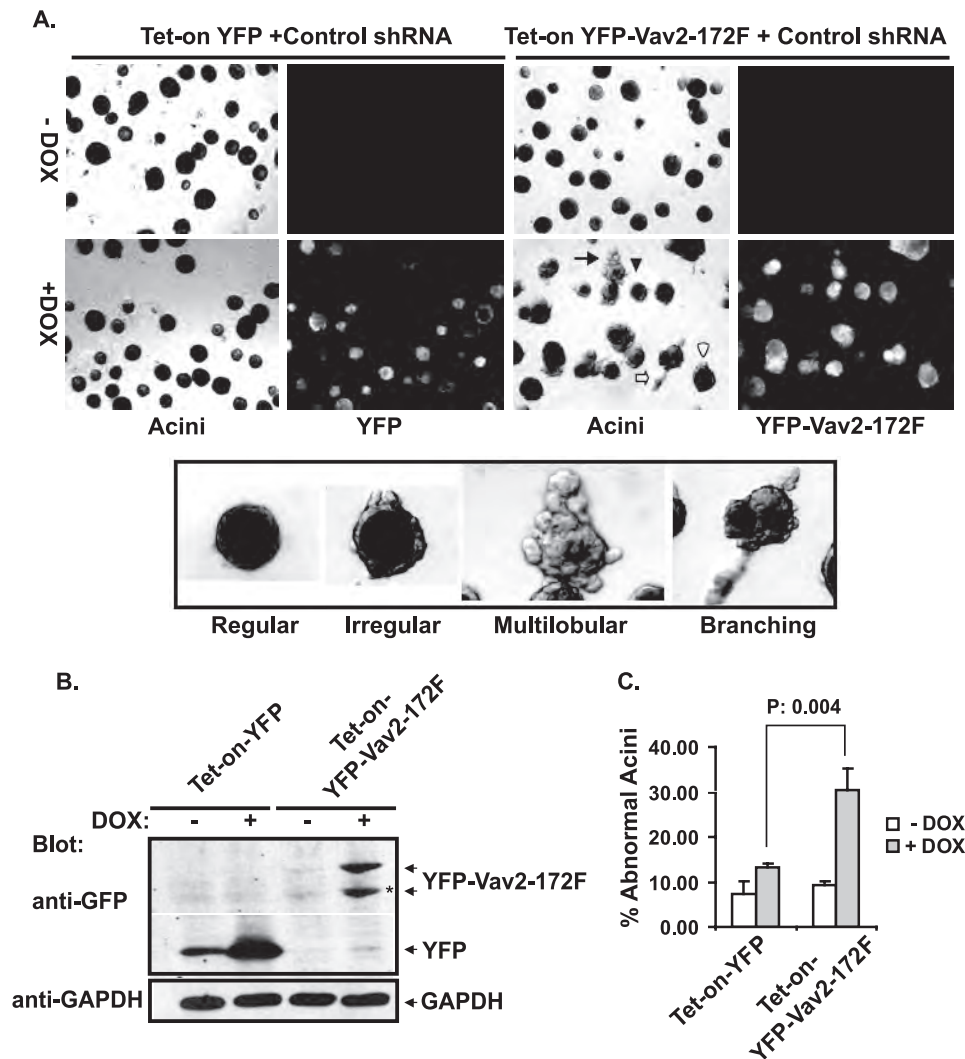 A.
Tet-on YFP +Control shRNA
Tet-on YFP-Vav2-172F + Control shRNA
- DOX
+DOX
Acini
YFP
Acini
YFP-Vav2-172F
Regular
Irregular
Multilobular
Branching
B.
Tet-on-YFP
Tet-on-
YFP-Vav2-172F
DOX: - + - +
Blot:
anti-GFP
YFP-Vav2-172F
*
YFP
anti-GAPDH
GAPDH
C.
P: 0.004
% Abnormal Acini
40.00
30.00
20.00
10.00
0.00
- DOX
+ DOX
Tet-on-YFP
Tet-on-
YFP-Vav2-172F